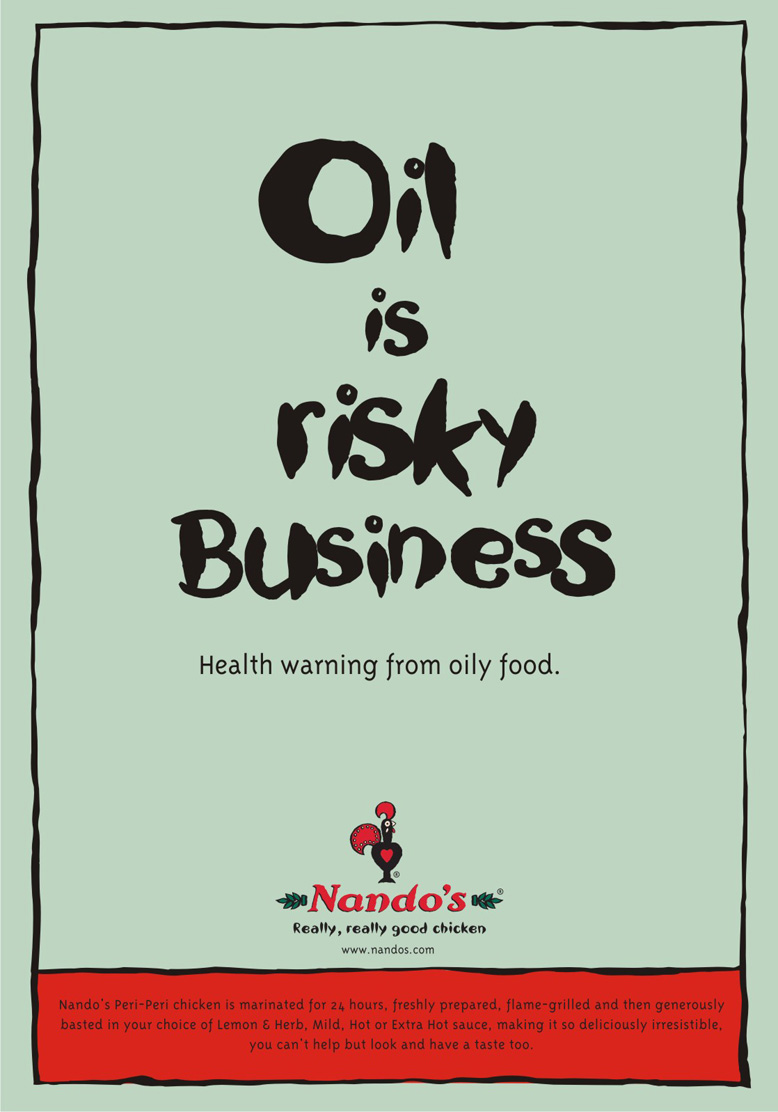 Oil
is
risky
Business
Health warning from oily food.
®
Nando's®
Really, really good chicken
www.nandos.com
Nando's Peri-Peri chicken is marinated for 24 hours, freshly prepared, flame-grilled and then generously
basted in your choice of Lemon & Herb, Mild, Hot or Extra Hot sauce, making it so deliciously irresistible,
you can't help but look and have a taste too.